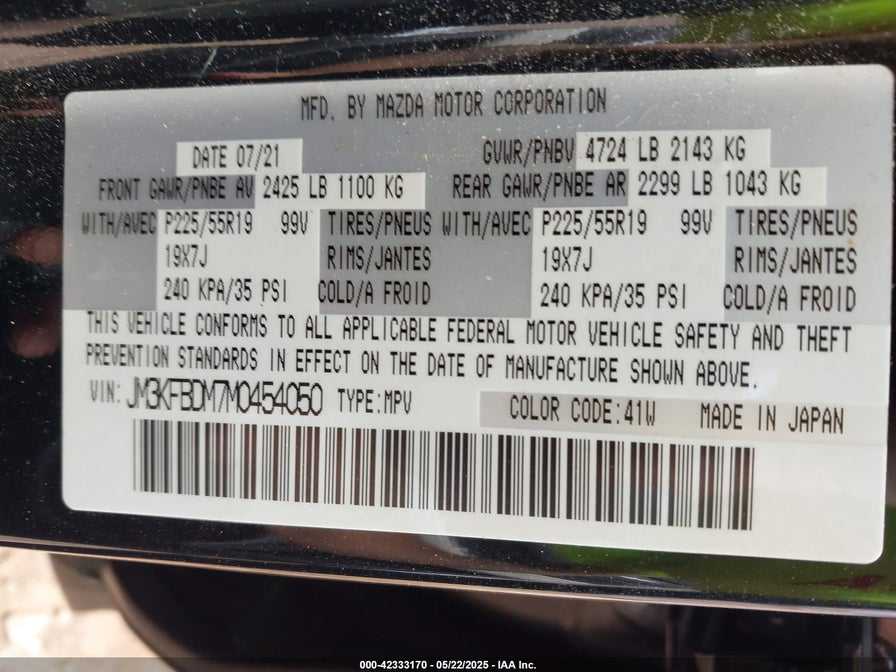 MFD. BY MAZDA MOTOR CORPORATION
DATE 07/21 GVWR/PNBV 4724 LB 2143 KG
FRONT GAWR/PNBE AV 2425 LB 1100 KG REAR GAWR/PNBE AR 2299 LB 1043 KG
WITH/AVEC P225/55R19 99V TIRES/PNEUS WITH/AVEC P225/55R19 99V TIRES/PNEUS
19X7J RIMS/JANTES 19X7J RIMS/JANTES
240 KPA/35 PSI COLD/A FROID 240 KPA/35 PSI COLD/A FROID
THIS VEHICLE CONFORMS TO ALL APPLICABLE FEDERAL MOTOR VEHICLE SAFETY AND THEFT
PREVENTION STANDARDS IN EFFECT ON THE DATE OF MANUFACTURE SHOWN ABOVE.
VIN: JM3KFBDM7M0454050 TYPE:MPV COLOR CODE:41W MADE IN JAPAN
000-42333170 - 05/22/2025 - IAA Inc.